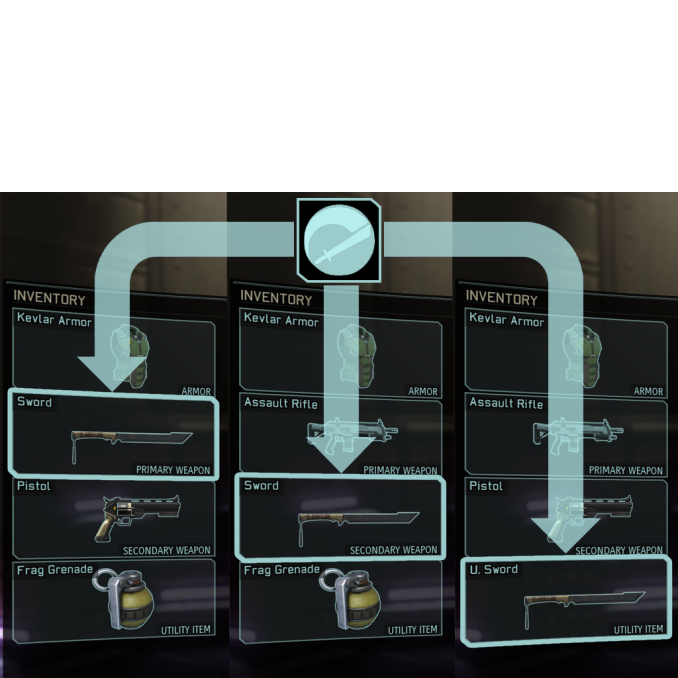 INVENTORY
Kevlar Armor
ARMOR
Sword
PRIMARY WEAPON
Pistol
SECONDARY WEAPON
Frag Grenade
UTILITY ITEM
INVENTORY
Kevlar Armor
ARMOR
Assault Rifle
PRIMARY WEAPON
Sword
SECONDARY WEAPON
Frag Grenade
UTILITY ITEM
INVENTORY
Kevlar Armor
ARMOR
Assault Rifle
PRIMARY WEAPON
Pistol
SECONDARY WEAPON
U. Sword
UTILITY ITEM